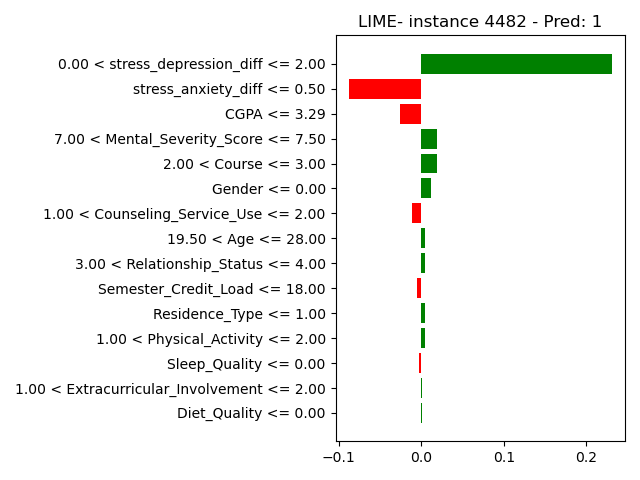 LIME- instance 4482 - Pred: 1
0.00 < stress_depression_diff <= 2.00
stress_anxiety_diff <= 0.50
CGPA <= 3.29
7.00 < Mental_Severity_Score <= 7.50
2.00 < Course <= 3.00
Gender <= 0.00
1.00 < Counseling_Service_Use <= 2.00
19.50 < Age <= 28.00
3.00 < Relationship_Status <= 4.00
Semester_Credit_Load <= 18.00
Residence_Type <= 1.00
1.00 < Physical_Activity <= 2.00
Sleep_Quality <= 0.00
1.00 < Extracurricular_Involvement <= 2.00
Diet_Quality <= 0.00
−0.1 0.0 0.1 0.2